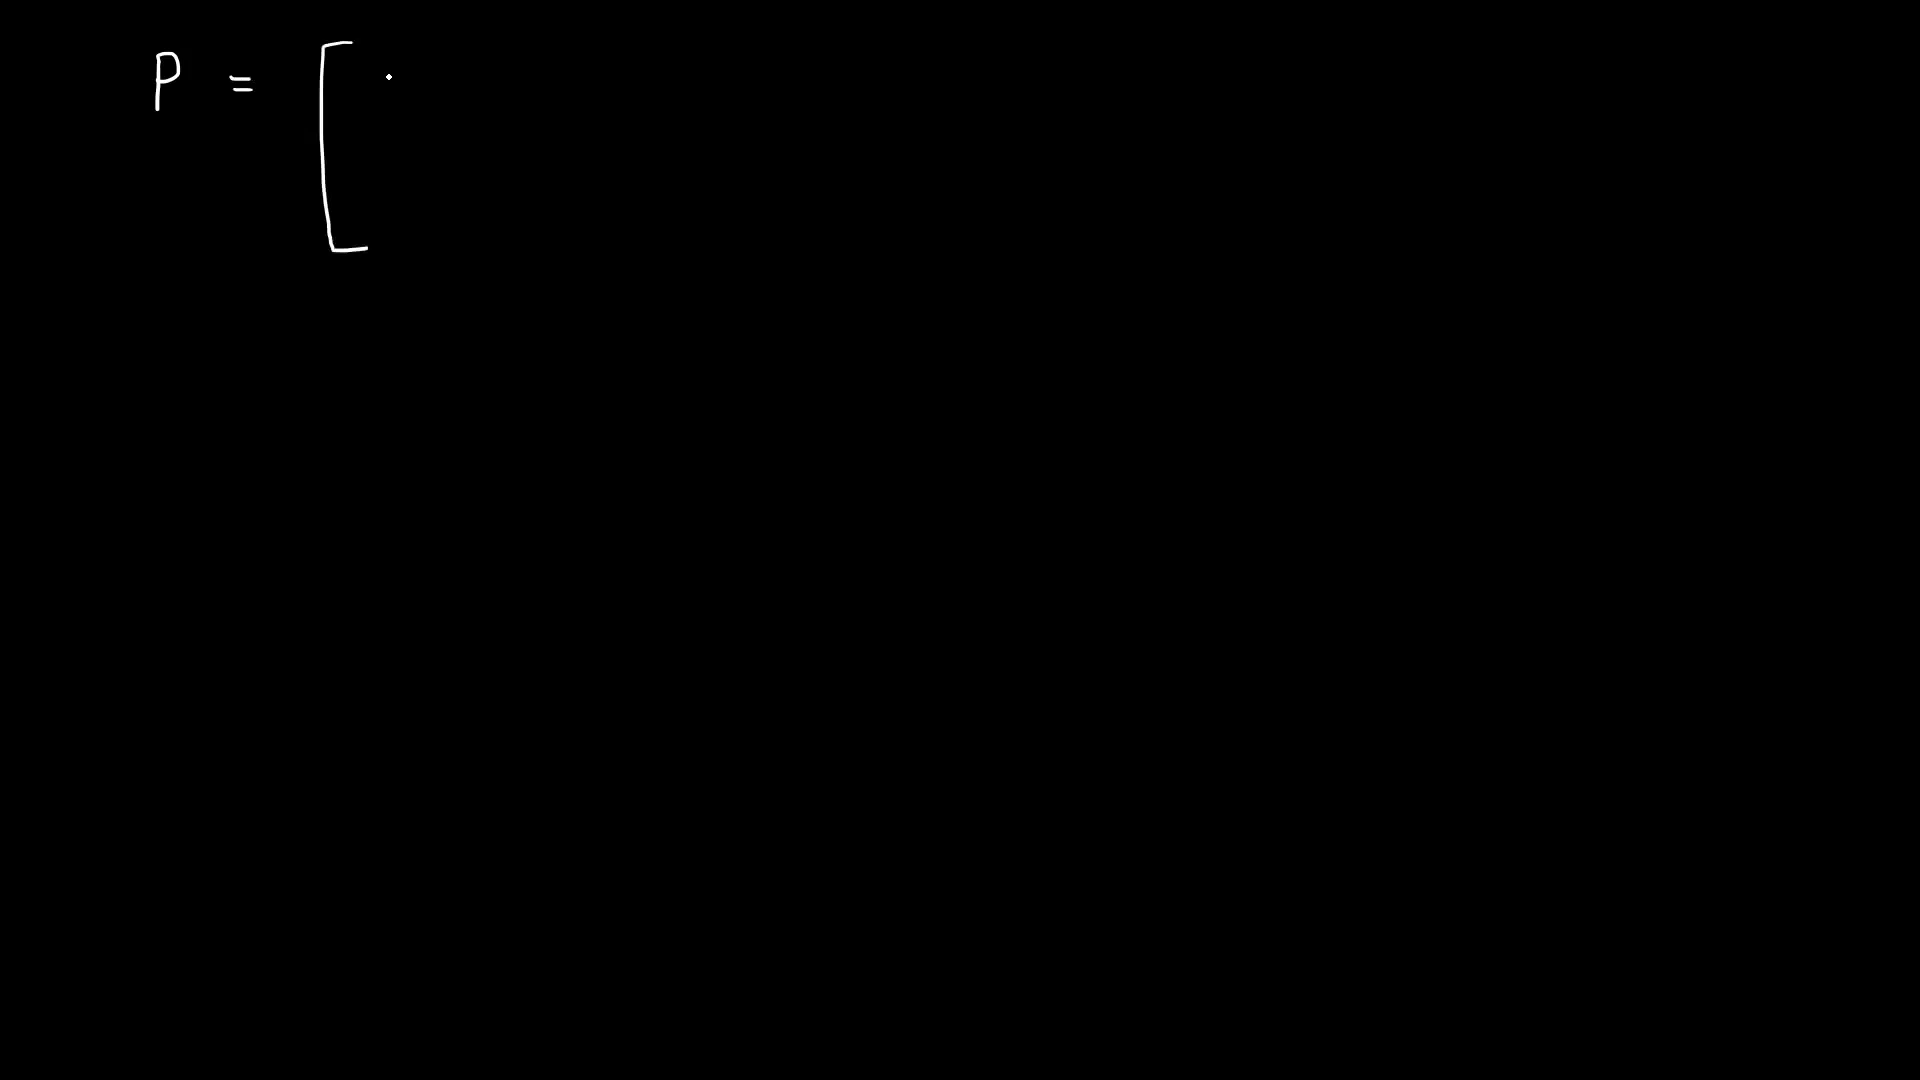 P = [